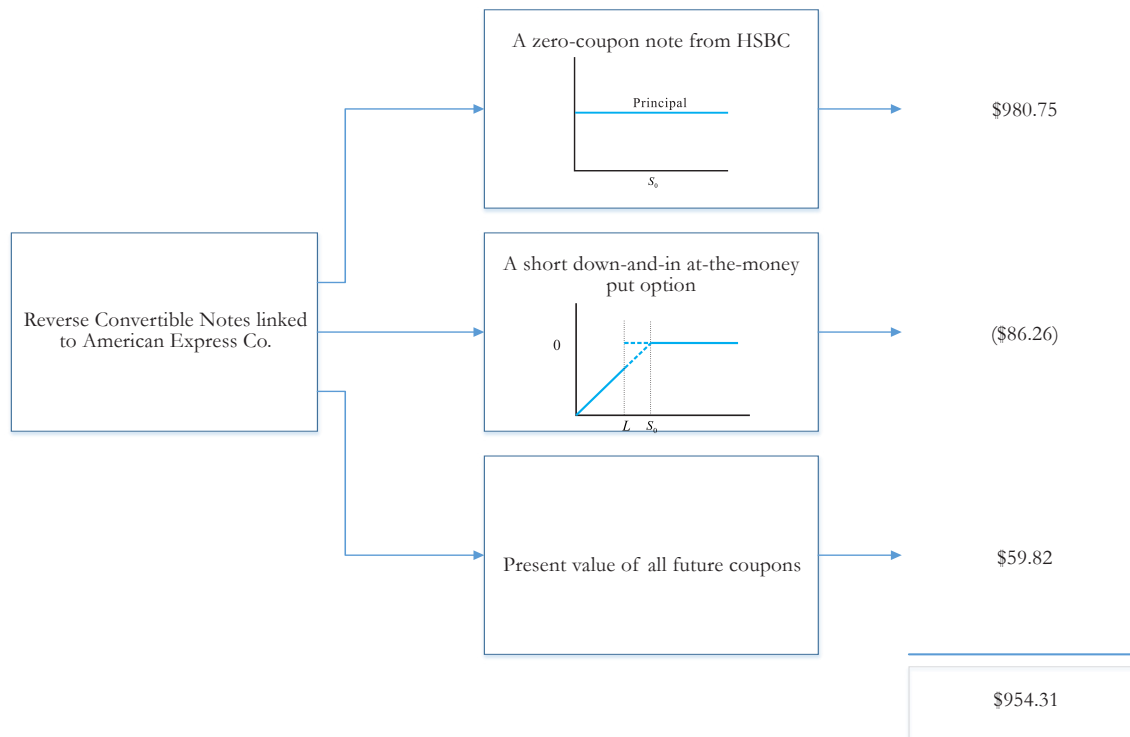 A zero-coupon note from HSBC
Principal
S₀
$980.75
Reverse Convertible Notes linked
to American Express Co.
A short down-and-in at-the-money
put option
0
L S₀
($86.26)
Present value of all future coupons
$59.82
$954.31